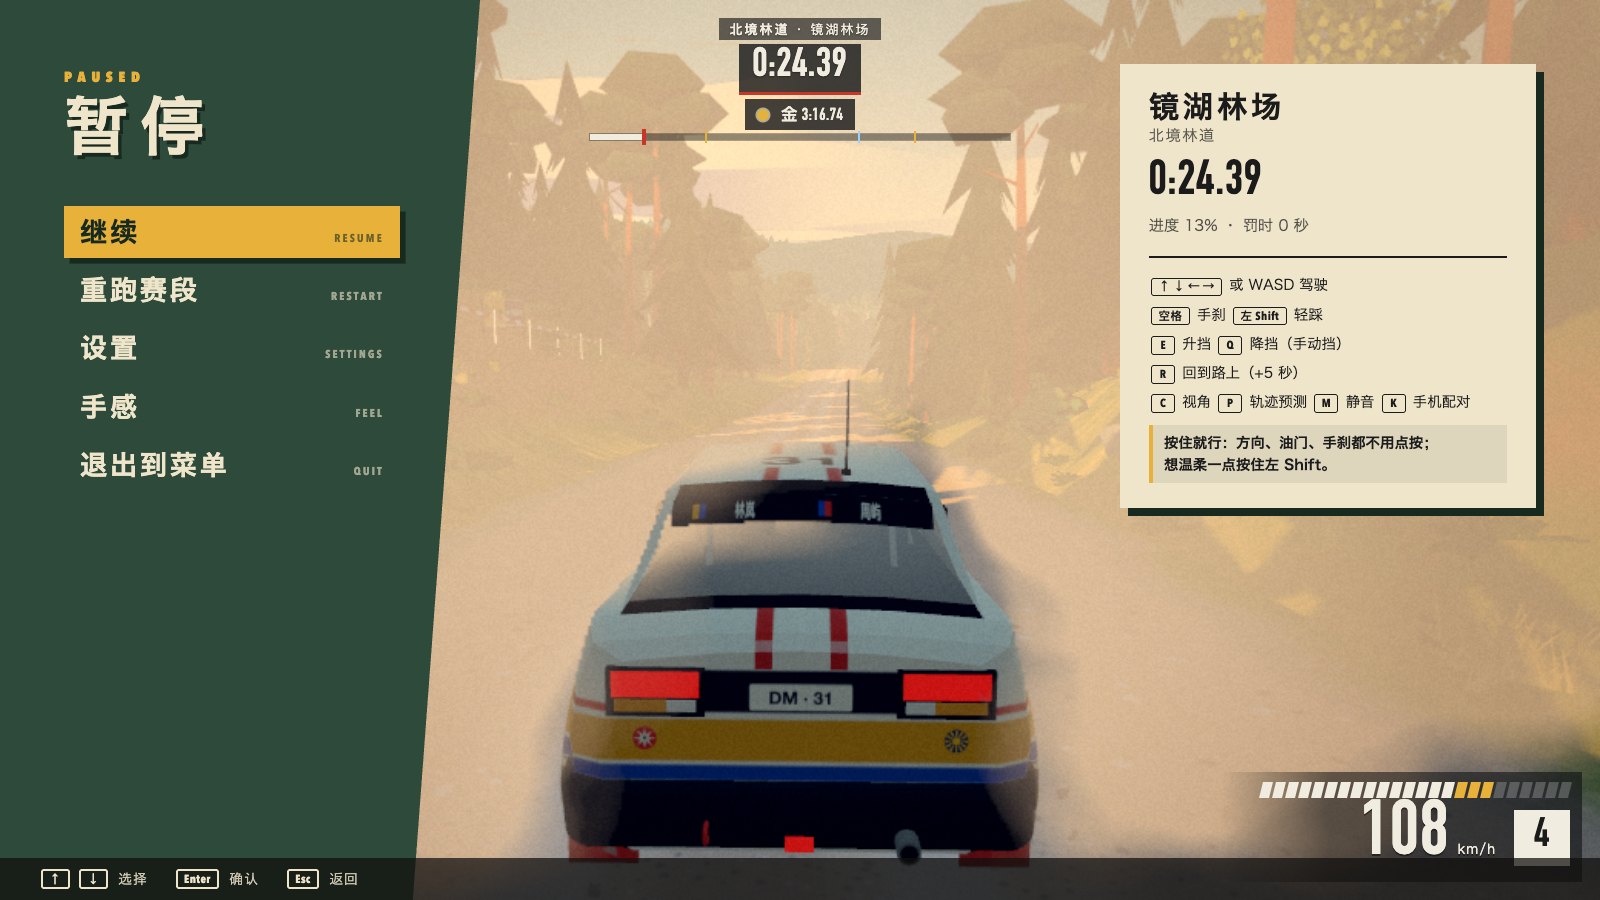 PAUSED
暂停
继续 RESUME
重跑赛段 RESTART
设置 SETTINGS
手感 FEEL
退出到菜单 QUIT
↑ ↓ 选择 Enter 确认 Esc 返回
北境林道 · 镜湖林场
0:24.39
金 3:16.74
31
林岚 周屿
DM · 31
镜湖林场
北境林道
0:24.39
进度 13% · 罚时 0 秒
↑ ↓ ← → 或 WASD 驾驶
空格 手刹 左 Shift 轻踩
E 升挡 Q 降挡（手动挡）
R 回到路上（+5 秒）
C 视角 P 轨迹预测 M 静音 K 手机配对
按住就行：方向、油门、手刹都不用点按；
想温柔一点按住左 Shift。
108 km/h 4